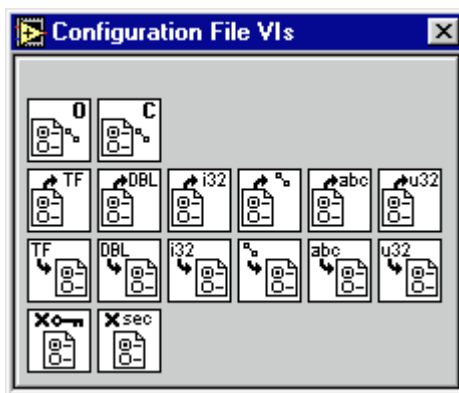 Configuration File VIs
O C
TF DBL i32 abc u32
TF DBL i32 abc u32
X X sec